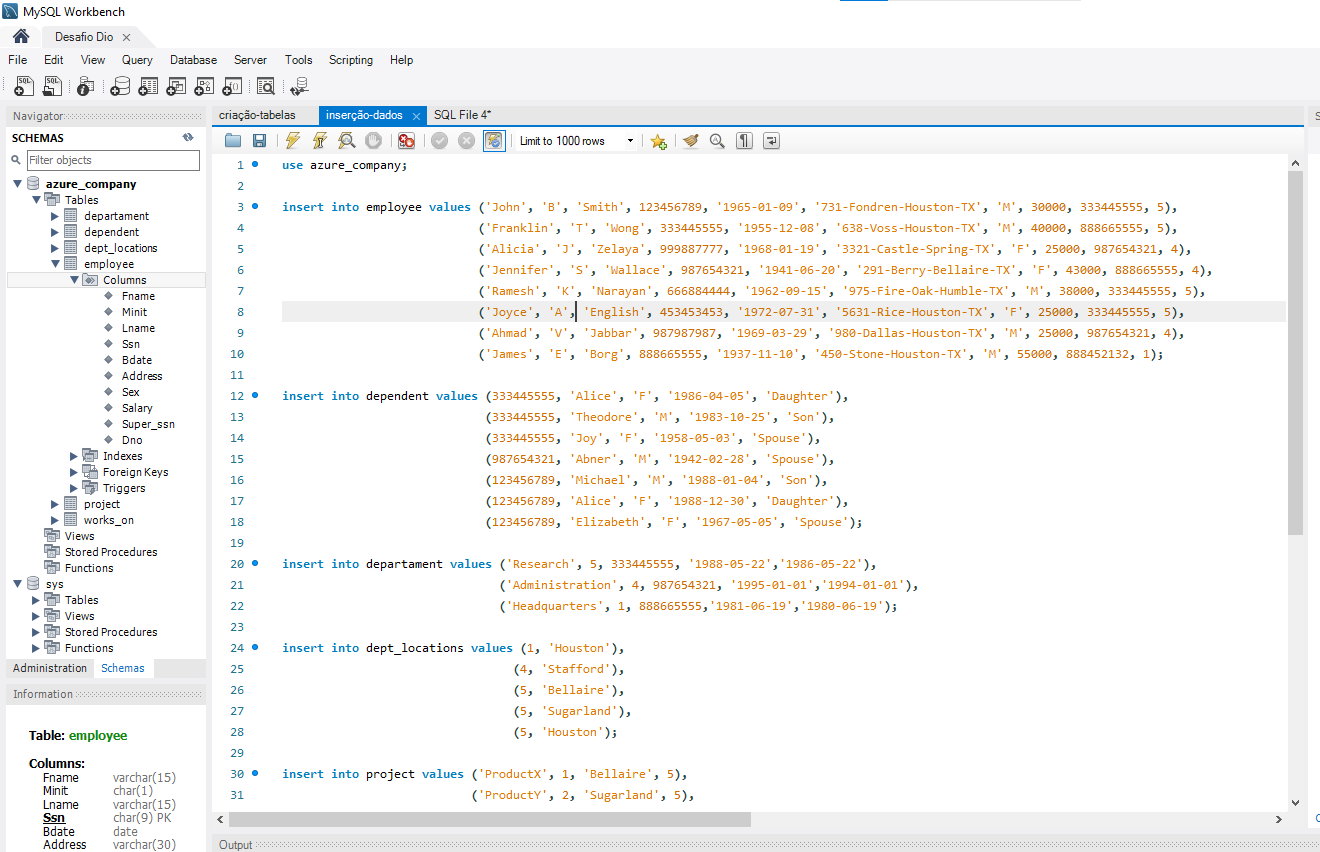 MySQL Workbench
Desafio Dio
File Edit View Query Database Server Tools Scripting Help
Navigator
SCHEMAS
Filter objects
azure_company
Tables
departament
dependent
dept_locations
employee
Columns
Fname
Minit
Lname
Ssn
Bdate
Address
Sex
Salary
Super_ssn
Dno
Indexes
Foreign Keys
Triggers
project
works_on
Views
Stored Procedures
Functions
sys
Tables
Views
Stored Procedures
Functions
Administration Schemas
Information
Table: employee
Columns:
Fname varchar(15)
Minit char(1)
Lname varchar(15)
Ssn char(9) PK
Bdate date
Address varchar(30)
criação-tabelas inserção-dados SQL File 4*
Limit to 1000 rows
1 use azure_company;
2
3 insert into employee values ('John', 'B', 'Smith', 123456789, '1965-01-09', '731-Fondren-Houston-TX', 'M', 30000, 333445555, 5),
4 ('Franklin', 'T', 'Wong', 333445555, '1955-12-08', '638-Voss-Houston-TX', 'M', 40000, 888665555, 5),
5 ('Alicia', 'J', 'Zelaya', 999887777, '1968-01-19', '3321-Castle-Spring-TX', 'F', 25000, 987654321, 4),
6 ('Jennifer', 'S', 'Wallace', 987654321, '1941-06-20', '291-Berry-Bellaire-TX', 'F', 43000, 888665555, 4),
7 ('Ramesh', 'K', 'Narayan', 666884444, '1962-09-15', '975-Fire-Oak-Humble-TX', 'M', 38000, 333445555, 5),
8 ('Joyce', 'A', 'English', 453453453, '1972-07-31', '5631-Rice-Houston-TX', 'F', 25000, 333445555, 5),
9 ('Ahmad', 'V', 'Jabbar', 987987987, '1969-03-29', '980-Dallas-Houston-TX', 'M', 25000, 987654321, 4),
10 ('James', 'E', 'Borg', 888665555, '1937-11-10', '450-Stone-Houston-TX', 'M', 55000, 888452132, 1);
11
12 insert into dependent values (333445555, 'Alice', 'F', '1986-04-05', 'Daughter'),
13 (333445555, 'Theodore', 'M', '1983-10-25', 'Son'),
14 (333445555, 'Joy', 'F', '1958-05-03', 'Spouse'),
15 (987654321, 'Abner', 'M', '1942-02-28', 'Spouse'),
16 (123456789, 'Michael', 'M', '1988-01-04', 'Son'),
17 (123456789, 'Alice', 'F', '1988-12-30', 'Daughter'),
18 (123456789, 'Elizabeth', 'F', '1967-05-05', 'Spouse');
19
20 insert into departament values ('Research', 5, 333445555, '1988-05-22','1986-05-22'),
21 ('Administration', 4, 987654321, '1995-01-01','1994-01-01'),
22 ('Headquarters', 1, 888665555,'1981-06-19','1980-06-19');
23
24 insert into dept_locations values (1, 'Houston'),
25 (4, 'Stafford'),
26 (5, 'Bellaire'),
27 (5, 'Sugarland'),
28 (5, 'Houston');
29
30 insert into project values ('ProductX', 1, 'Bellaire', 5),
31 ('ProductY', 2, 'Sugarland', 5),
Output